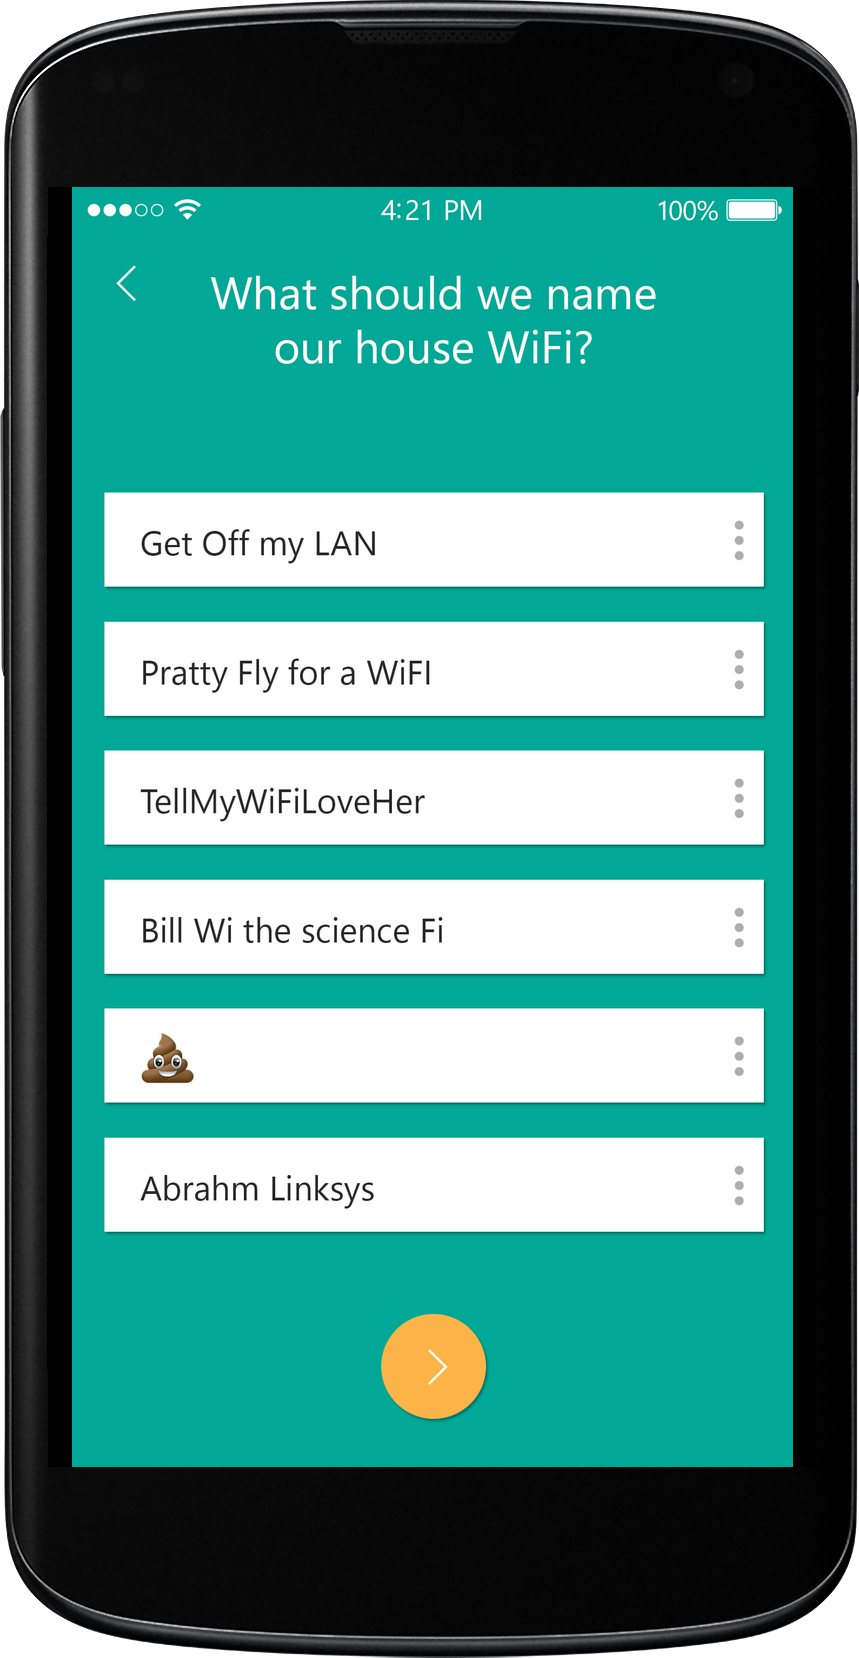 4:21 PM 100%
What should we name
our house WiFi?
Get Off my LAN
Pratty Fly for a WiFI
TellMyWiFiLoveHer
Bill Wi the science Fi
💩
Abrahm Linksys